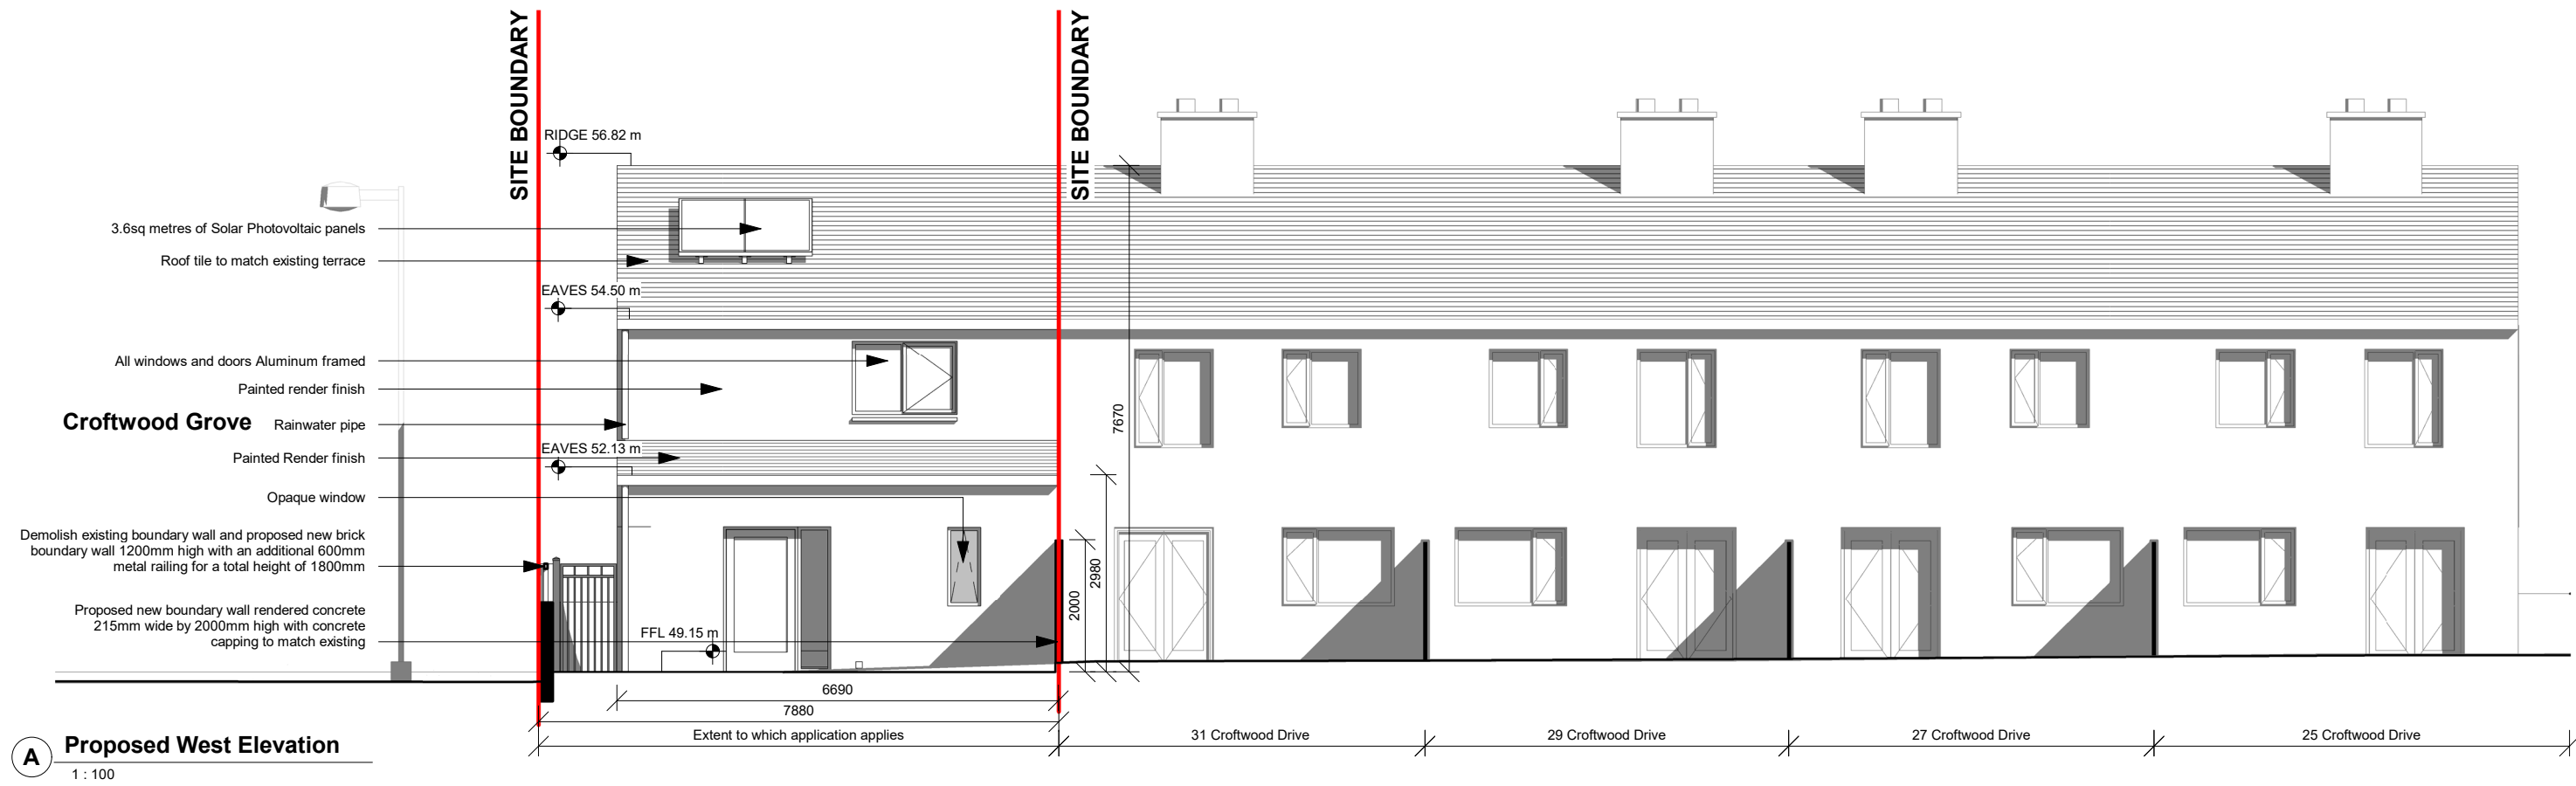 SITE BOUNDARY
SITE BOUNDARY
RIDGE 56.82 m
3.6sq metres of Solar Photovoltaic panels
Roof tile to match existing terrace
EAVES 54.50 m
All windows and doors Aluminum framed
Painted render finish
Croftwood Grove
Rainwater pipe
EAVES 52.13 m
Painted Render finish
Opaque window
Demolish existing boundary wall and proposed new brick
boundary wall 1200mm high with an additional 600mm
metal railing for a total height of 1800mm
Proposed new boundary wall rendered concrete
215mm wide by 2000mm high with concrete
capping to match existing
FFL 49.15 m
7670
2980
2000
6690
7880
Extent to which application applies
31 Croftwood Drive
29 Croftwood Drive
27 Croftwood Drive
25 Croftwood Drive
A
Proposed West Elevation
1 : 100